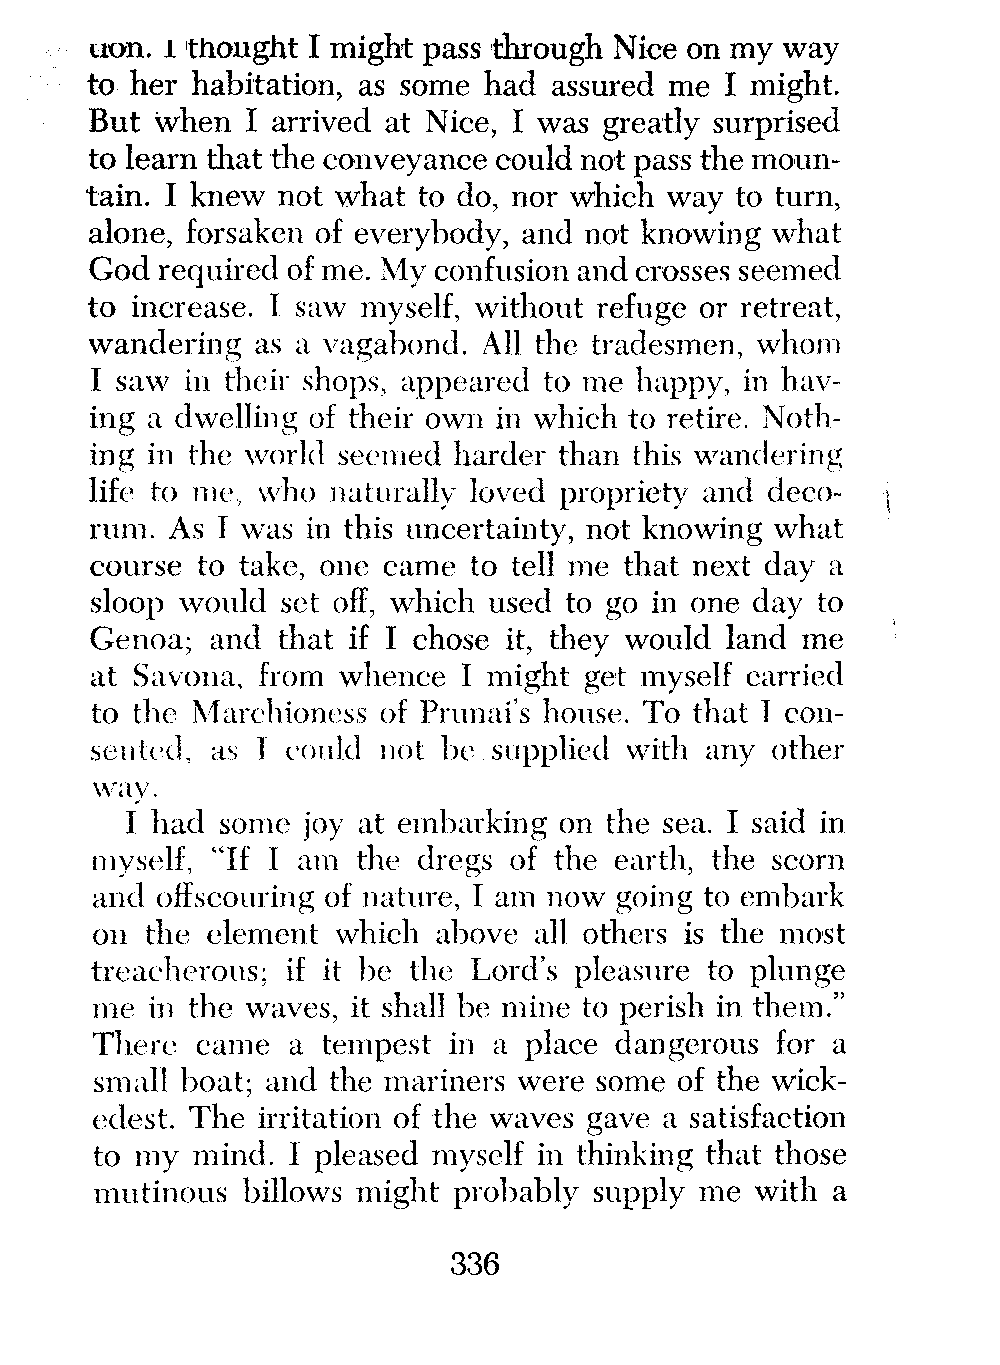 tion. I thought I might pass through Nice on my way
to her habitation, as some had assured me I might.
But when I arrived at Nice, I was greatly surprised
to learn that the conveyance could not pass the moun-
tain. I knew not what to do, nor which way to turn,
alone, forsaken of everybody, and not knowing what
God required of me. My confusion and crosses seemed
to increase. I saw myself, without refuge or retreat,
wandering as a vagabond. All the tradesmen, whom
I saw in their shops, appeared to me happy, in hav-
ing a dwelling of their own in which to retire. Noth-
ing in the world seemed harder than this wandering
life to me, who naturally loved propriety and deco-
rum. As I was in this uncertainty, not knowing what
course to take, one came to tell me that next day a
sloop would set off, which used to go in one day to
Genoa; and that if I chose it, they would land me
at Savona, from whence I might get myself carried
to the Marchioness of Prunai's house. To that I con-
sented, as I could not be supplied with any other
way.
I had some joy at embarking on the sea. I said in
myself, “If I am the dregs of the earth, the scorn
and offscouring of nature, I am now going to embark
on the element which above all others is the most
treacherous; if it be the Lord's pleasure to plunge
me in the waves, it shall be mine to perish in them.”
There came a tempest in a place dangerous for a
small boat; and the mariners were some of the wick-
edest. The irritation of the waves gave a satisfaction
to my mind. I pleased myself in thinking that those
mutinous billows might probably supply me with a
336